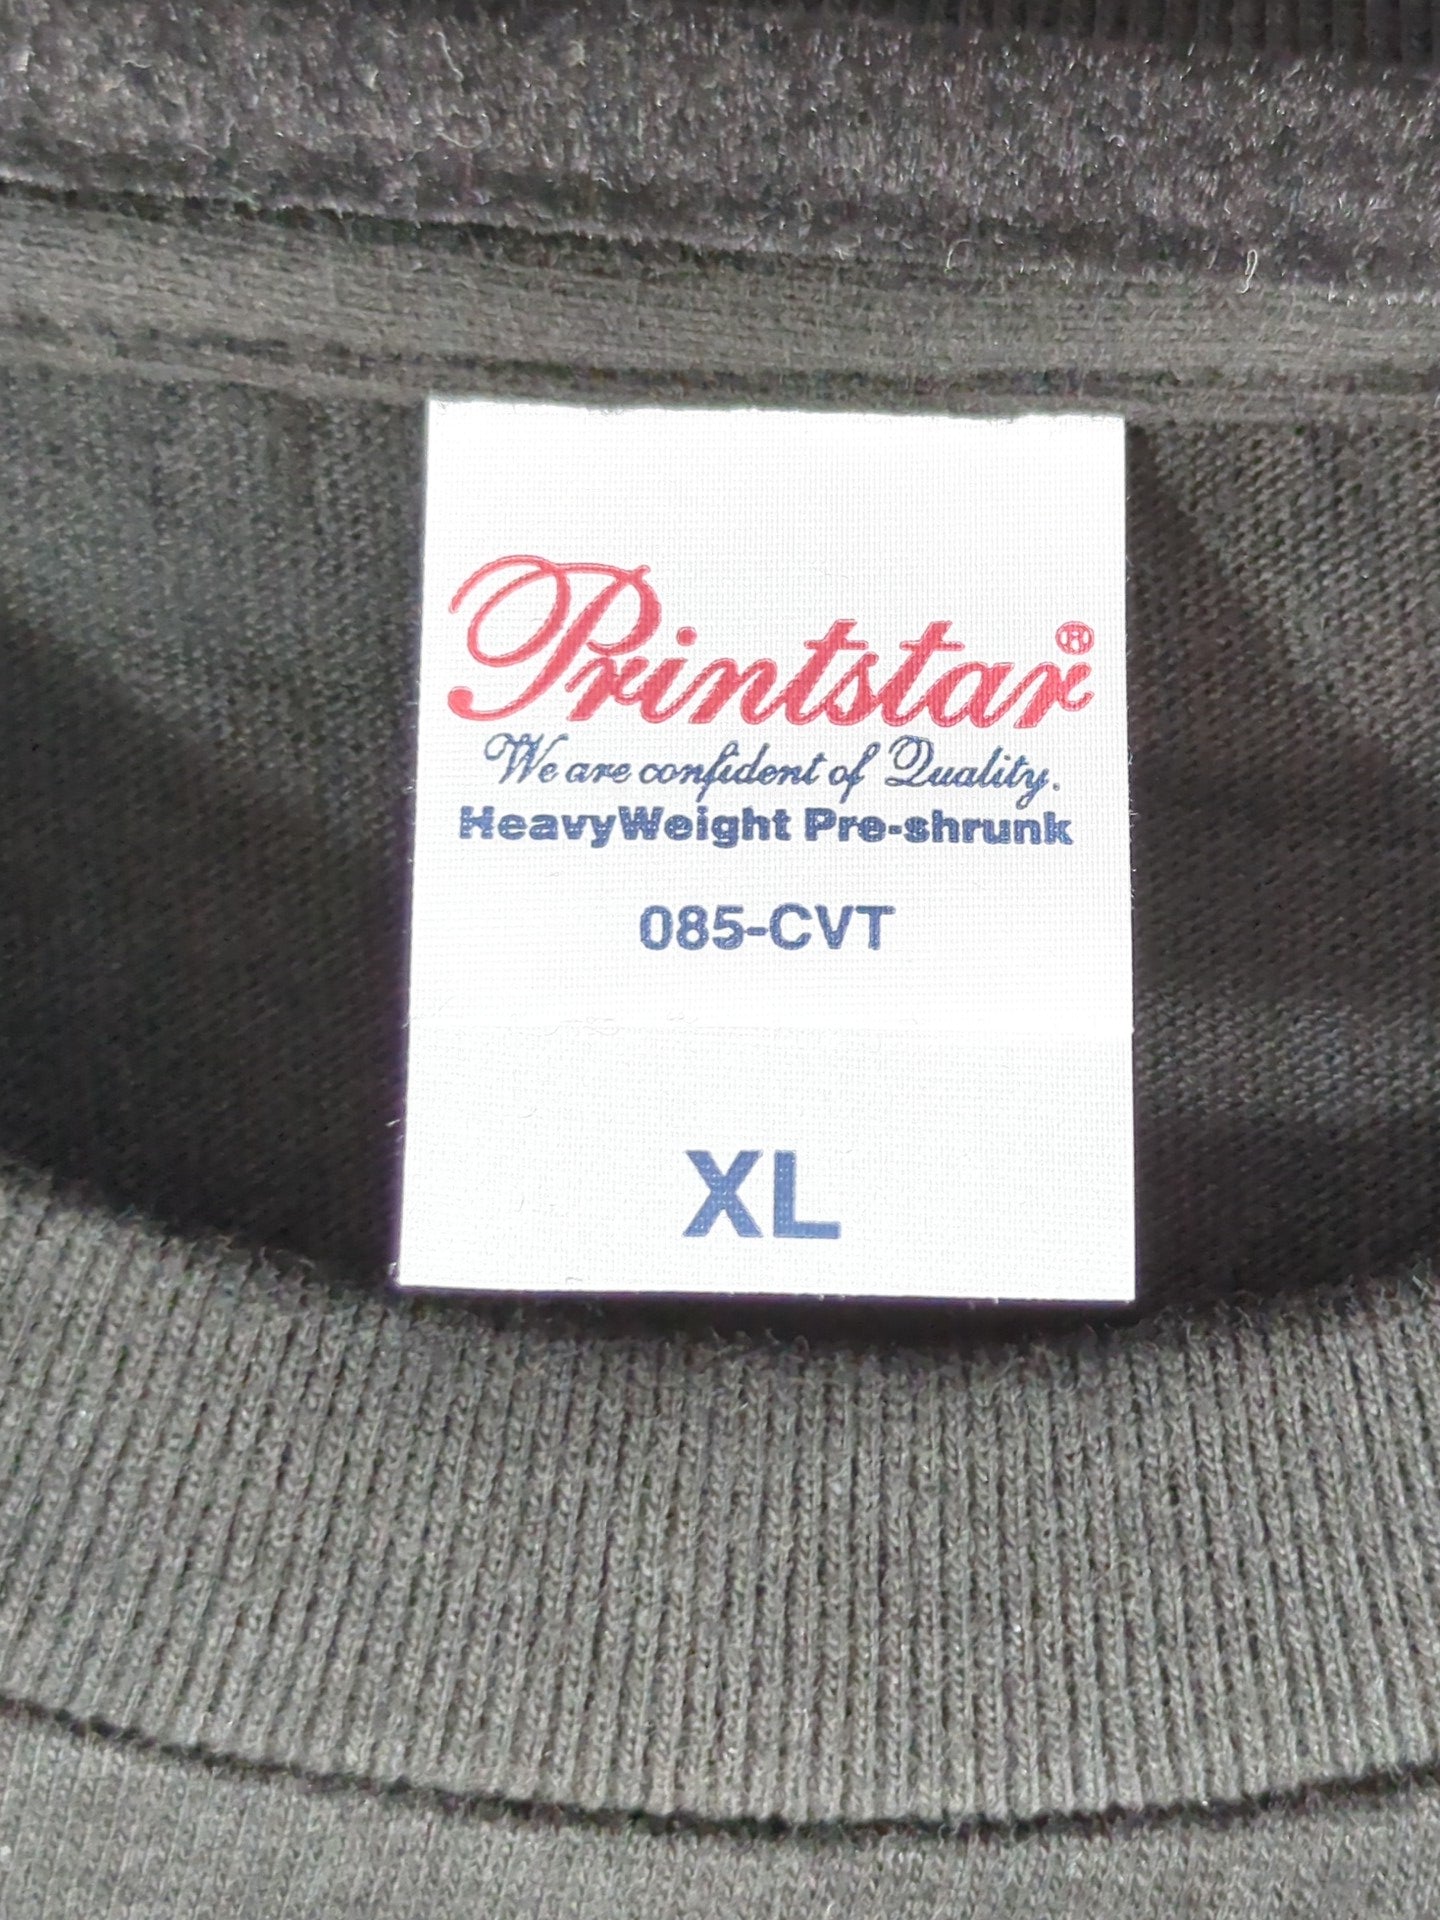 Printstar®
We are confident of Quality.
HeavyWeight Pre-shrunk
085-CVT
XL